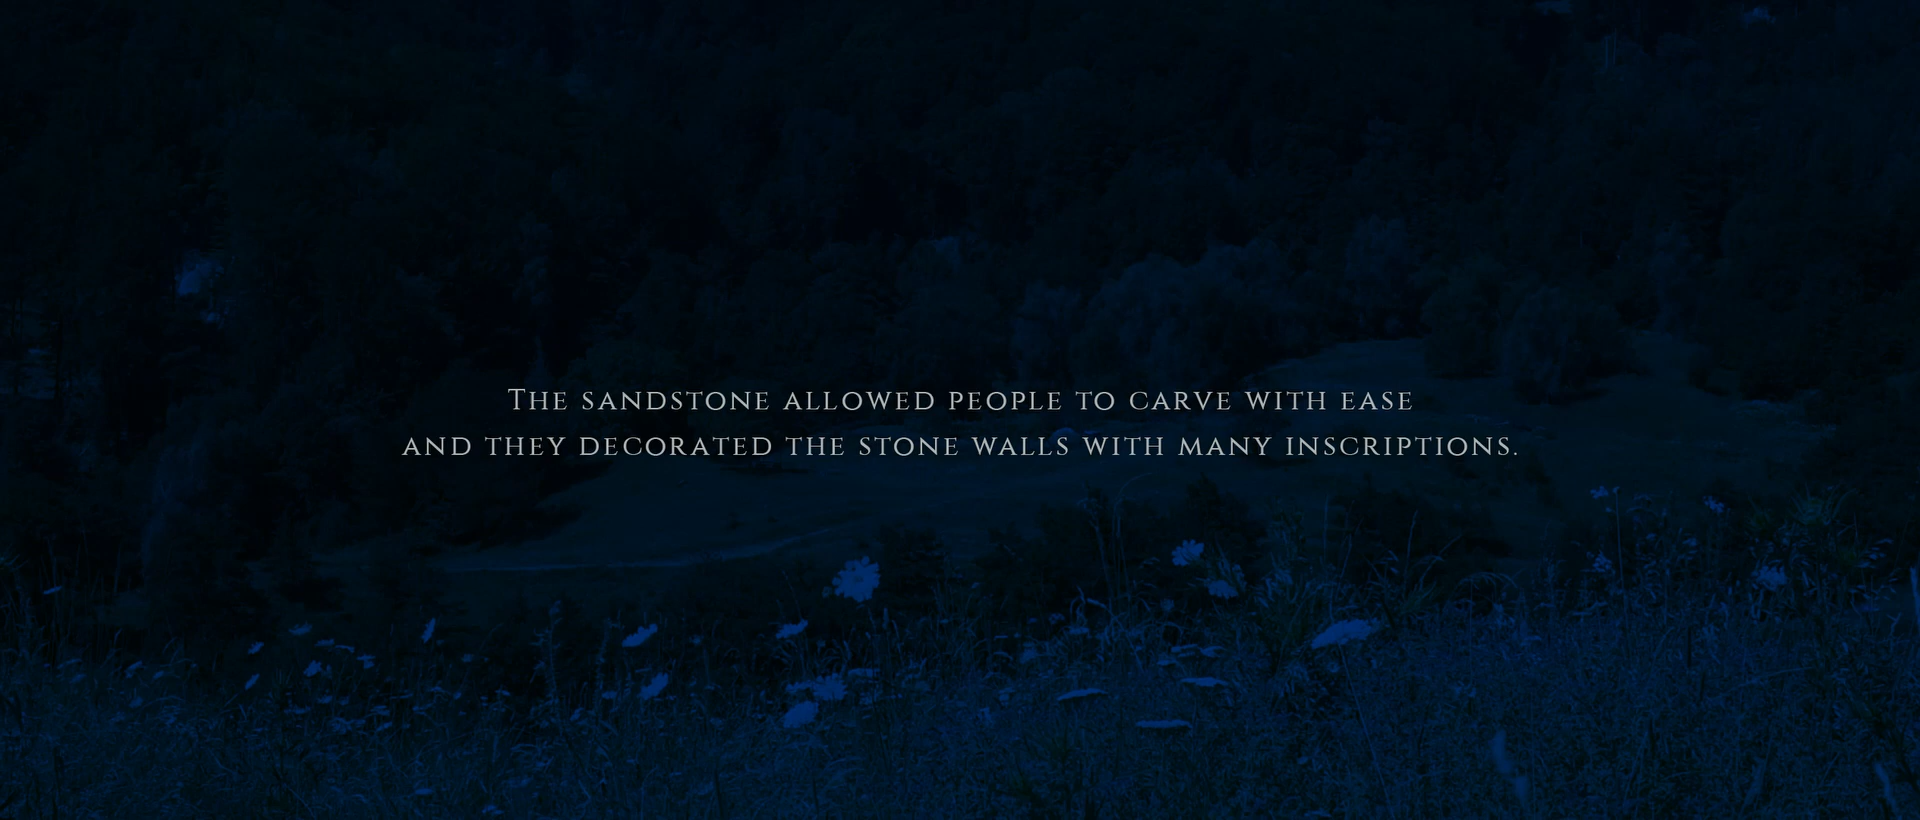 The sandstone allowed people to carve with ease
and they decorated the stone walls with many inscriptions.